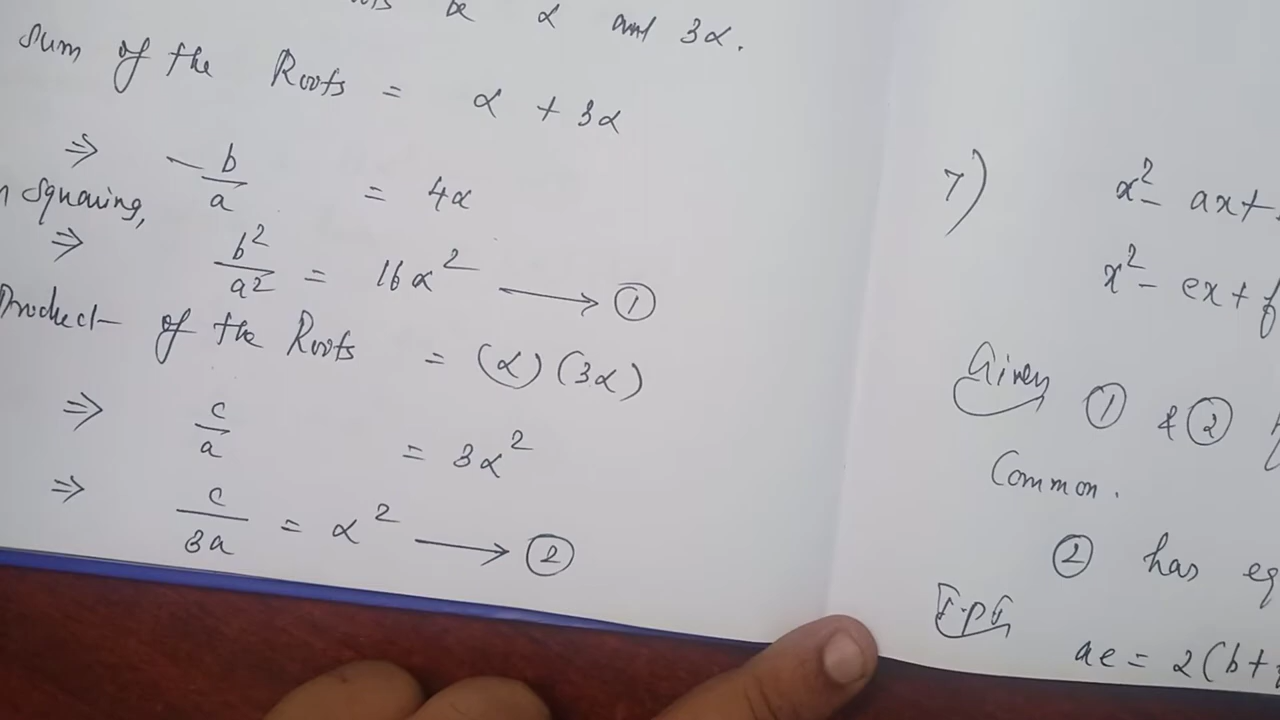 α and 3α.
Sum of the Roots = α + 3α
⇒ -b/a = 4α
Squaring,
⇒ b²/a² = 16α² ⟶ ①
Product of the Roots = (α)(3α)
⇒ c/a = 3α²
⇒ c/3a = α² ⟶ ②
7) x² - ax +
x² - ex + f
Given ① & ②
Common.
② has
T.P.T
ae = 2(b +